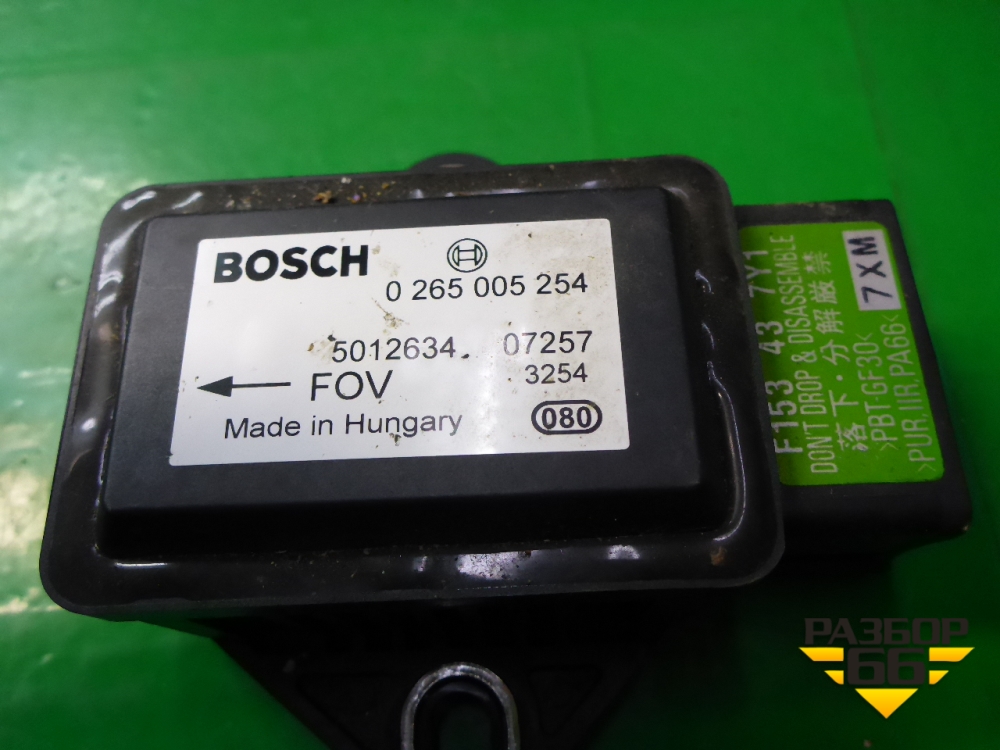 BOSCH
0 265 005 254
5012634 07257
FOV 3254
Made in Hungary 080
F153 43 7Y1
DON'T DROP & DISASSEMBLE
落下・分解厳禁
>PBT-GF30<
>PUR,IIR,PA66<
7XM
РАЗБОР
66